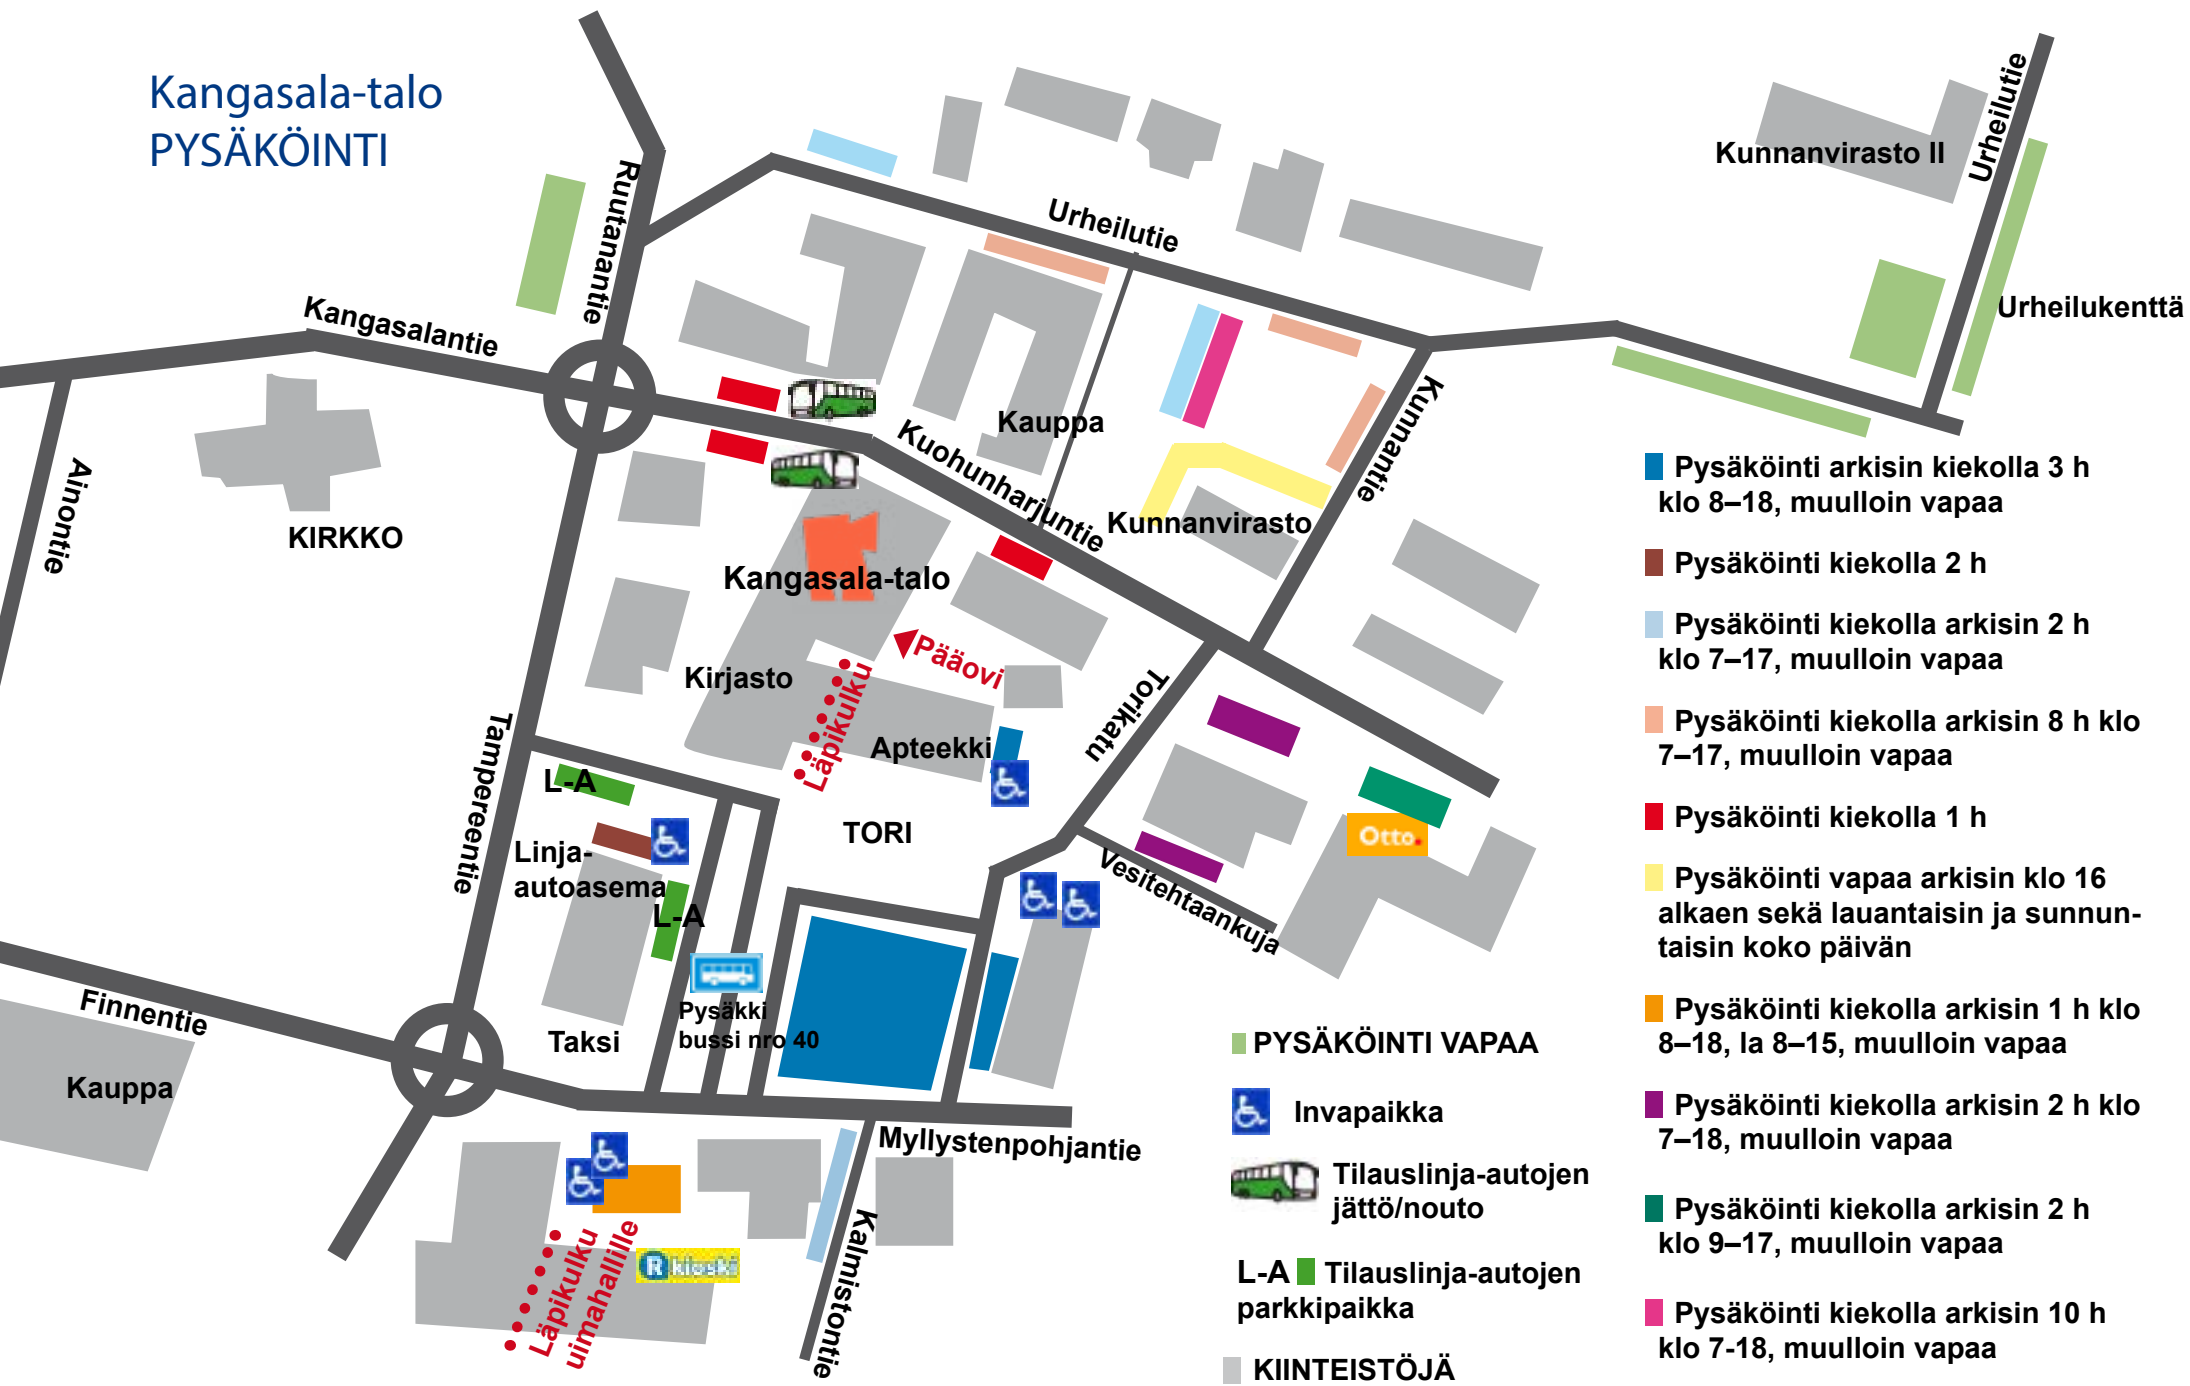 Kangasala-talo
PYSÄKÖINTI
Ruutanantie
Kangasalantie
Urheilutie
Kunnanvirasto II
Urheilutie
Urheilukenttä
Ainontie
KIRKKO
Kauppa
Kuohunharjuntie
Kunnantie
Kunnanvirasto
Kangasala-talo
Pääovi
Kirjasto
Läpikulku
Apteekki
Torikatu
Tampereentie
L-A
TORI
Linja-
autoasema
L-A
Otto.
Vesitehtaankuja
Pysäkki
bussi nro 40
Taksi
Finnentie
Kauppa
Myllystenpohjantie
Kalmistontie
Läpikulku
uimahallille
R kioski
PYSÄKÖINTI VAPAA
Invapaikka
Tilauslinja-autojen
jättö/nouto
L-A Tilauslinja-autojen
parkkipaikka
KIINTEISTÖJÄ
Pysäköinti arkisin kiekolla 3 h
klo 8–18, muulloin vapaa
Pysäköinti kiekolla 2 h
Pysäköinti kiekolla arkisin 2 h
klo 7–17, muulloin vapaa
Pysäköinti kiekolla arkisin 8 h klo
7–17, muulloin vapaa
Pysäköinti kiekolla 1 h
Pysäköinti vapaa arkisin klo 16
alkaen sekä lauantaisin ja sunnun-
taisin koko päivän
Pysäköinti kiekolla arkisin 1 h klo
8–18, la 8–15, muulloin vapaa
Pysäköinti kiekolla arkisin 2 h klo
7–18, muulloin vapaa
Pysäköinti kiekolla arkisin 2 h
klo 9–17, muulloin vapaa
Pysäköinti kiekolla arkisin 10 h
klo 7-18, muulloin vapaa